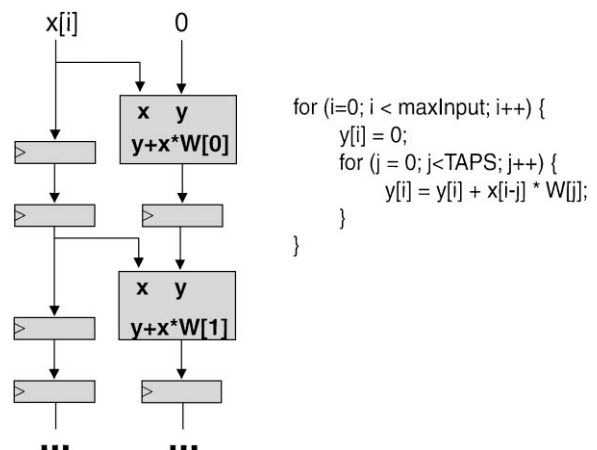 x[i] 0
x y
y+x*W[0]
x y
y+x*W[1]
... ...
for (i=0; i < maxInput; i++) {
y[i] = 0;
for (j = 0; j<TAPS; j++) {
y[i] = y[i] + x[i-j] * W[j];
}
}